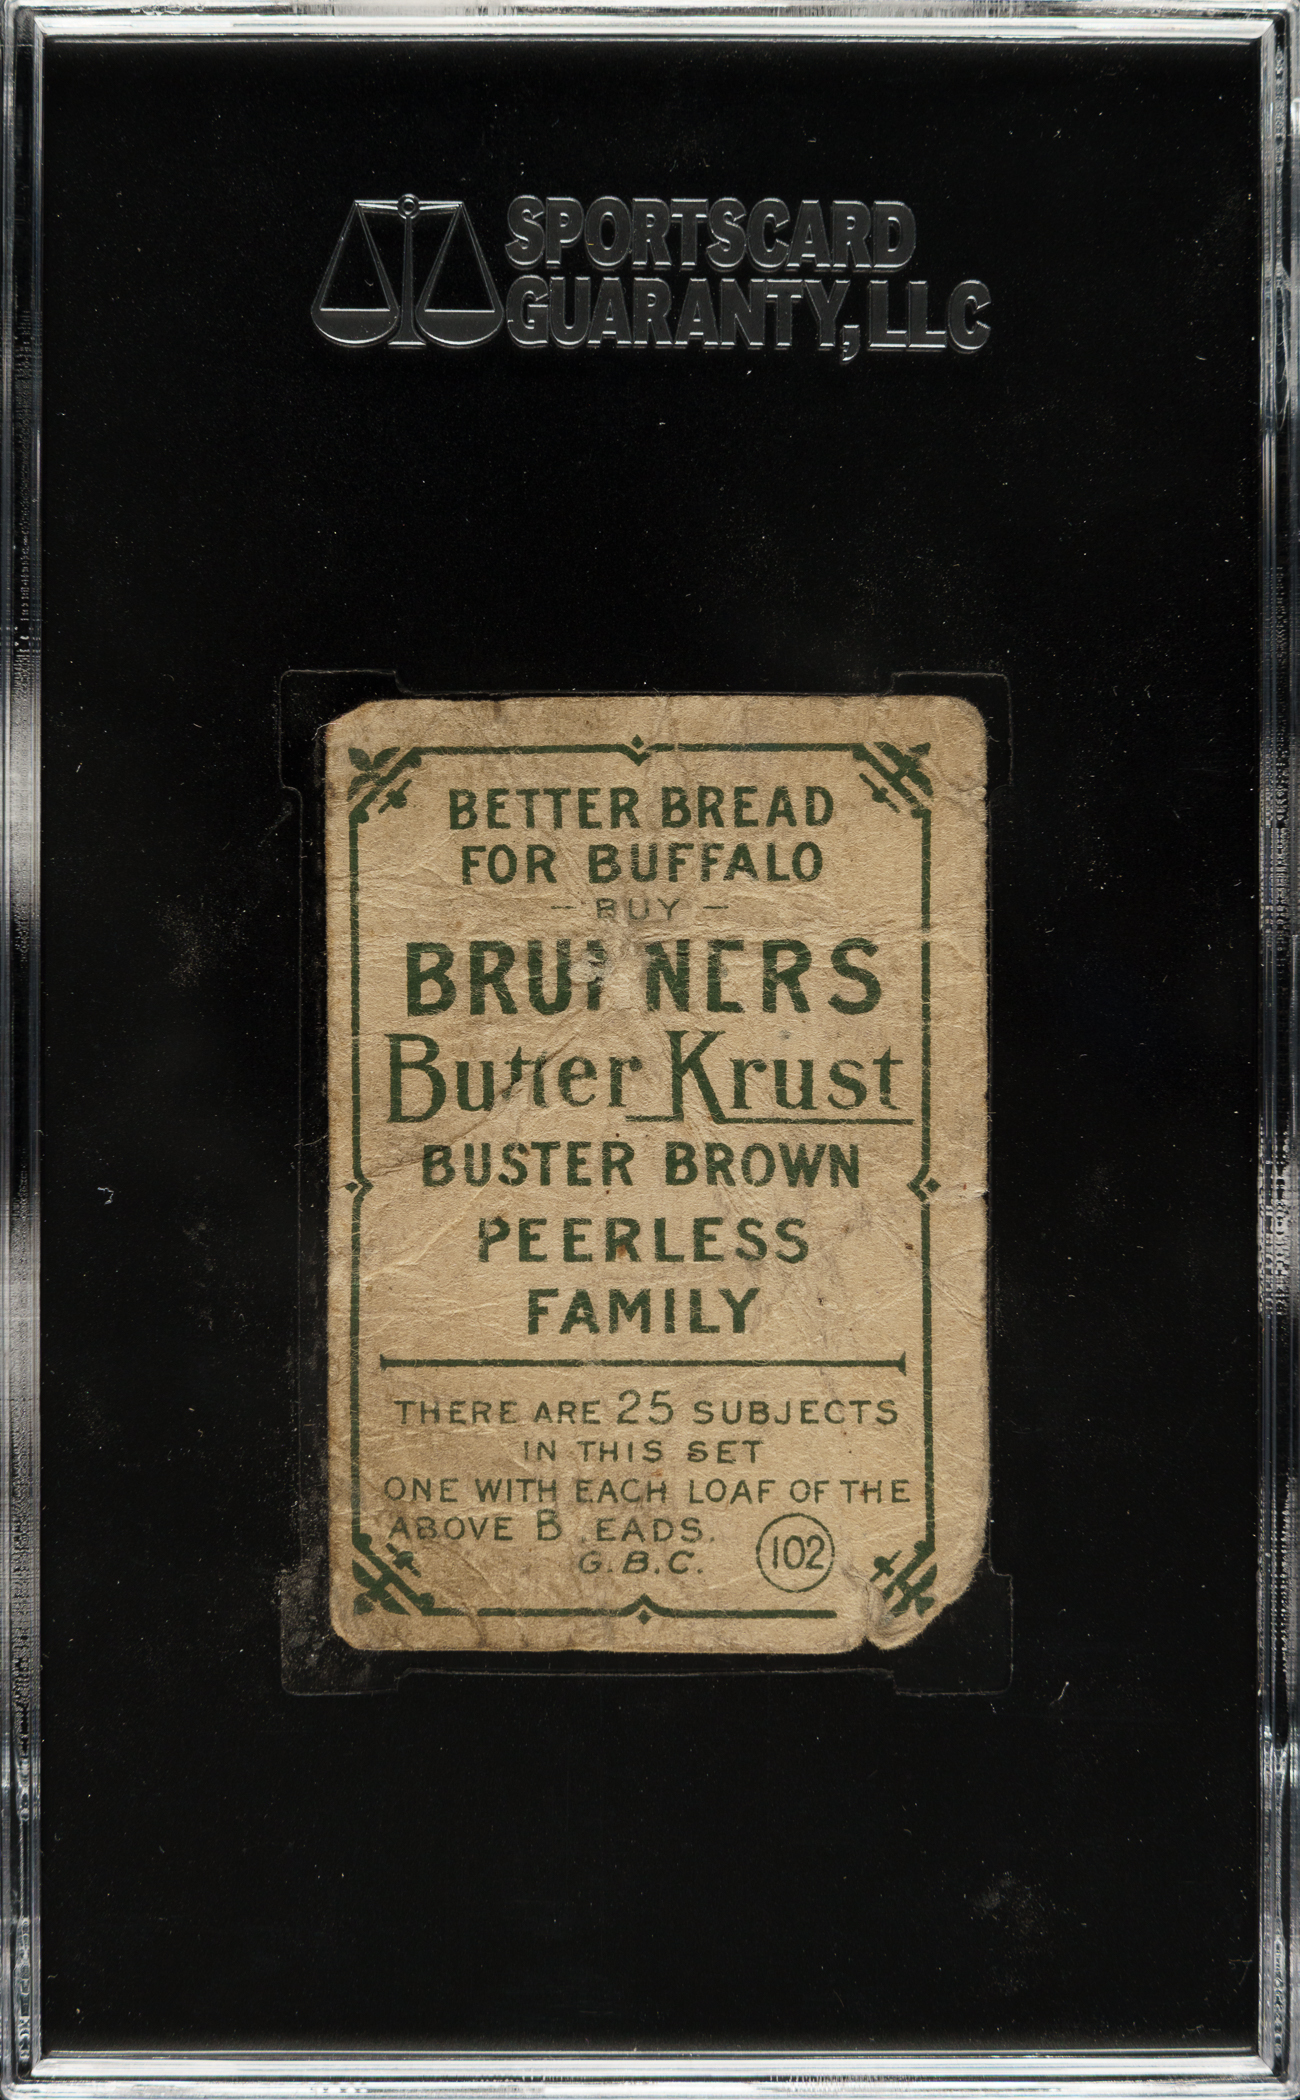 SPORTSCARD
GUARANTY, LLC
BETTER BREAD
FOR BUFFALO
- BUY -
BRUNNERS
Butter Krust
BUSTER BROWN
PEERLESS
FAMILY
THERE ARE 25 SUBJECTS
IN THIS SET
ONE WITH EACH LOAF OF THE
ABOVE B EADS.
G.B.C.
102